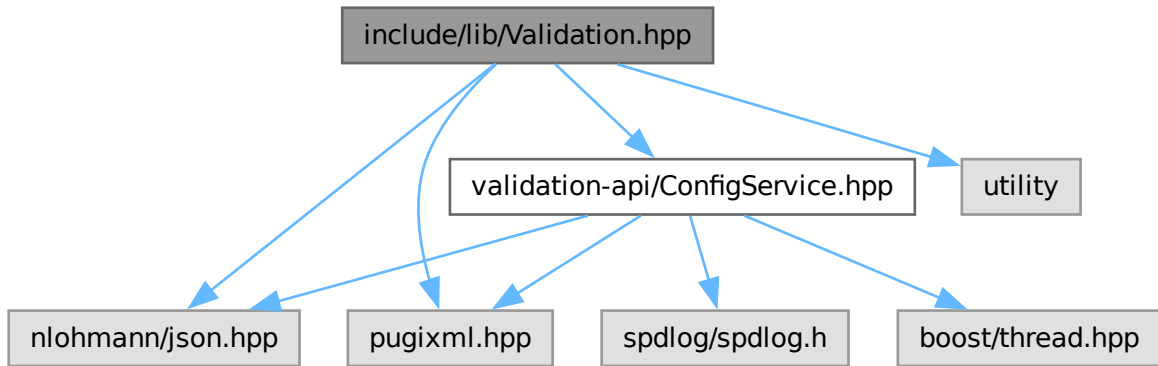 include/lib/Validation.hpp
validation-api/ConfigService.hpp
utility
nlohmann/json.hpp
pugixml.hpp
spdlog/spdlog.h
boost/thread.hpp